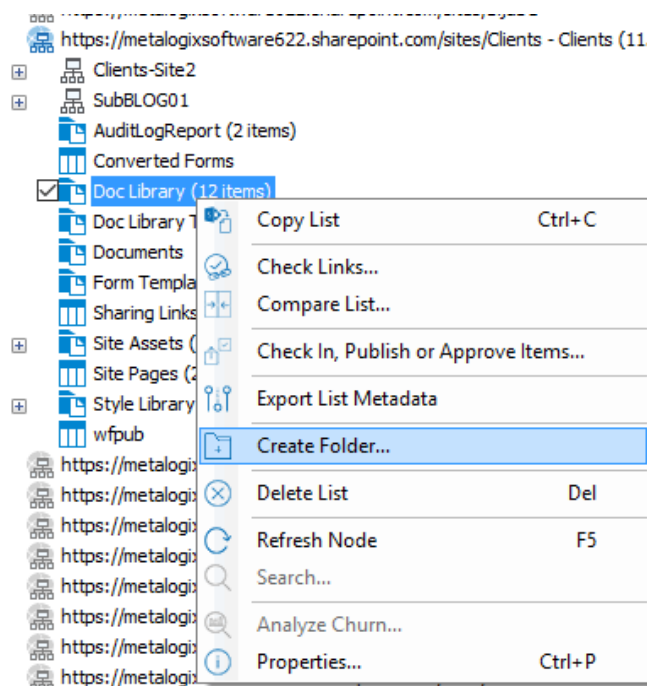 https://metalogixsoftware622.sharepoint.com/sites/Clients - Clients (11
Clients-Site2
SubBLOG01
AuditLogReport (2 items)
Converted Forms
Doc Library (12 items)
Doc Library T
Copy List Ctrl+C
Documents
Check Links...
Form Templa
Compare List...
Sharing Links
Site Assets (
Check In, Publish or Approve Items...
Site Pages (2
Export List Metadata
Style Library
wfpub
Create Folder...
https://metalogix
https://metalogix
Delete List Del
https://metalogix
Refresh Node F5
https://metalogix
Search...
https://metalogix
https://metalogix
Analyze Churn...
https://metalogix
Properties... Ctrl+P
https://metalogix